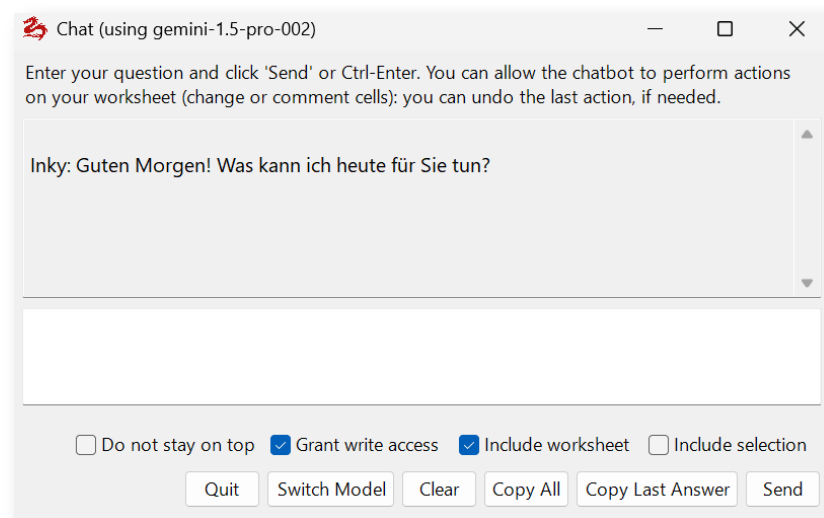 Chat (using gemini-1.5-pro-002)
Enter your question and click 'Send' or Ctrl-Enter. You can allow the chatbot to perform actions
on your worksheet (change or comment cells): you can undo the last action, if needed.
Inky: Guten Morgen! Was kann ich heute für Sie tun?
Do not stay on top Grant write access Include worksheet Include selection
Quit Switch Model Clear Copy All Copy Last Answer Send